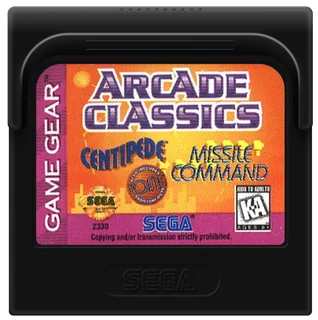 GAME GEAR
™
ARCADE
CLASSICS
CENTIPEDE
MISSILE
COMMAND
SEGA
2330
SEGA
KIDS TO ADULTS
K-A
AGES 6+
Copying and/or transmission strictly prohibited.
SEGA